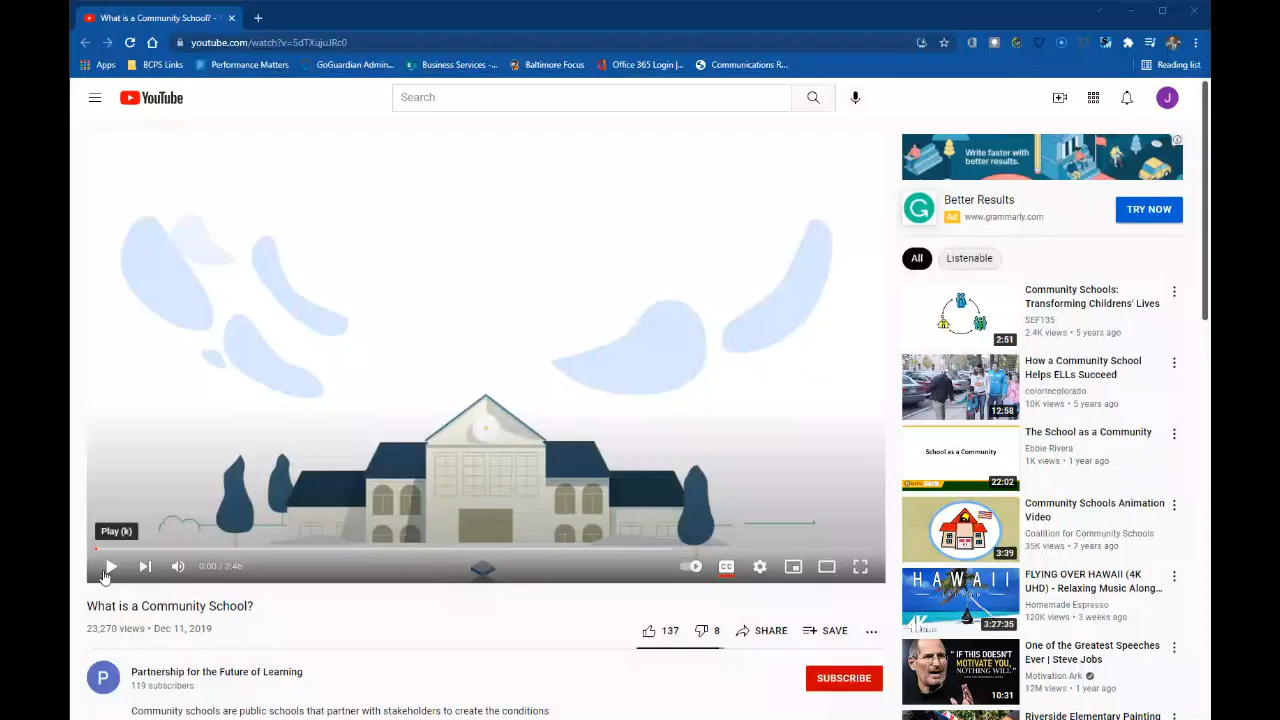 What is a Community School? -
youtube.com/watch?v=5dTXujuJRc0
Apps
BCPS Links
Performance Matters
GoGuardian Admin...
Business Services -...
Baltimore Focus
Office 365 Login |...
Communications R...
Reading list
YouTube
Search
J
Write faster with
better results.
Better Results
Ad www.grammarly.com
TRY NOW
All
Listenable
Community Schools:
Transforming Childrens' Lives
SEF135
2.4K views • 5 years ago
2:51
How a Community School
Helps ELLs Succeed
colorincolorado
10K views • 5 years ago
12:58
The School as a Community
Ebbie Rivera
1K views • 1 year ago
School as a Community
22:02
Community Schools Animation
Video
Coalition for Community Schools
35K views • 7 years ago
3:39
FLYING OVER HAWAII (4K
UHD) - Relaxing Music Along...
Homemade Espresso
120K views • 3 weeks ago
HAWAII
4K
3:27:35
One of the Greatest Speeches
Ever | Steve Jobs
Motivation Ark
12M views • 1 year ago
"IF THIS DOESN'T
MOTIVATE YOU,
NOTHING WILL."
10:31
Riverside Elementary Painting
Play (k)
0:00 / 2:46
CC
What is a Community School?
23,270 views • Dec 11, 2019
137
8
SHARE
SAVE
P
Partnership for the Future of Learning
119 subscribers
SUBSCRIBE
Community schools are public schools that partner with stakeholders to create the conditions